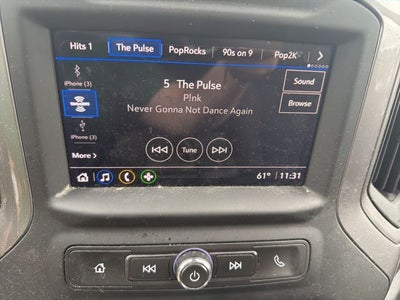 Hits 1 The Pulse PopRocks 90s on 9 Pop2K
iPhone (3)
5 The Pulse
P!nk
Never Gonna Not Dance Again
Sound
Browse
iPhone (3)
More
Tune
61° 11:31